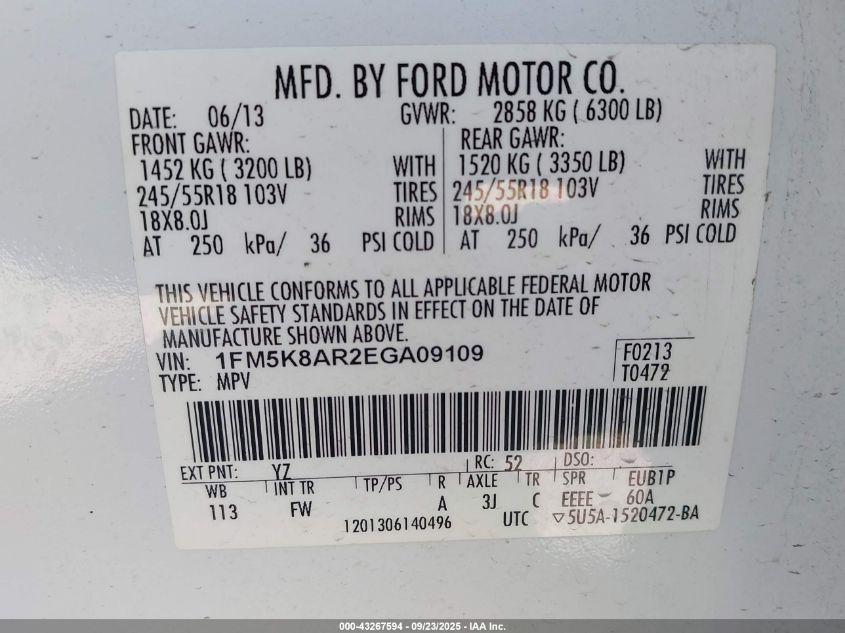 MFD. BY FORD MOTOR CO.
DATE: 06/13 GVWR: 2858 KG ( 6300 LB)
FRONT GAWR: REAR GAWR:
1452 KG ( 3200 LB) WITH 1520 KG ( 3350 LB) WITH
245/55R18 103V TIRES 245/55R18 103V TIRES
18X8.0J RIMS 18X8.0J RIMS
AT 250 kPa/ 36 PSI COLD AT 250 kPa/ 36 PSI COLD
THIS VEHICLE CONFORMS TO ALL APPLICABLE FEDERAL MOTOR
VEHICLE SAFETY STANDARDS IN EFFECT ON THE DATE OF
MANUFACTURE SHOWN ABOVE.
VIN: 1FM5K8AR2EGA09109 F0213
TYPE: MPV T0472
EXT PNT: YZ RC: 52 DSO:
WB INT TR TP/PS R AXLE TR SPR EUB1P
113 FW A 3J C EEEE 60A
1201306140496 UTC ▽5U5A-1520472-BA
000-43267594 - 09/23/2025 - IAA Inc.